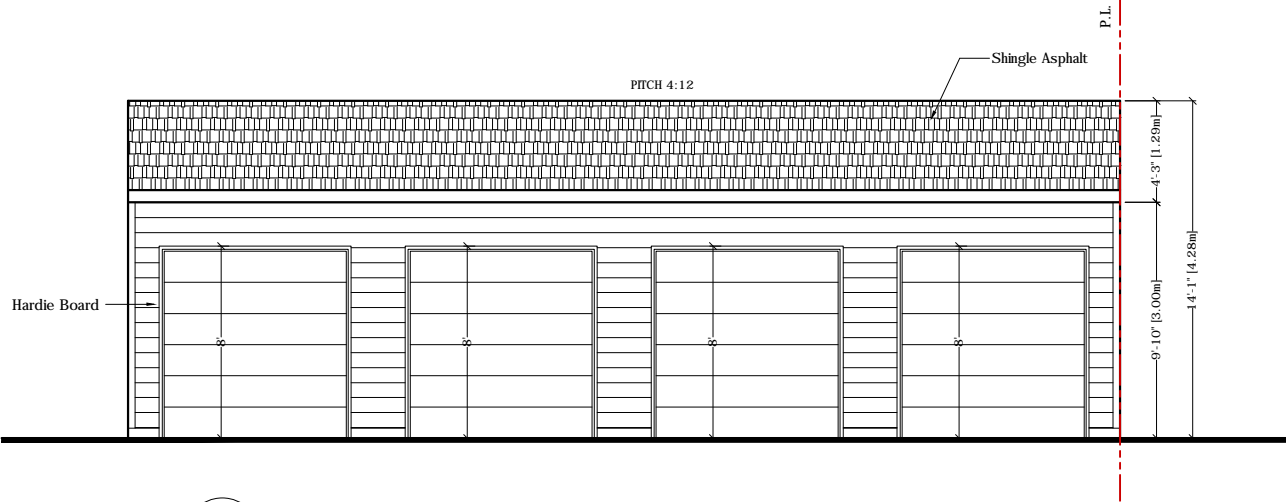 P.L.
Shingle Asphalt
PITCH 4:12
4'-3" [1.29m]
14'-1" [4.28m]
9'-10" [3.00m]
Hardie Board
8'
8'
8'
8'